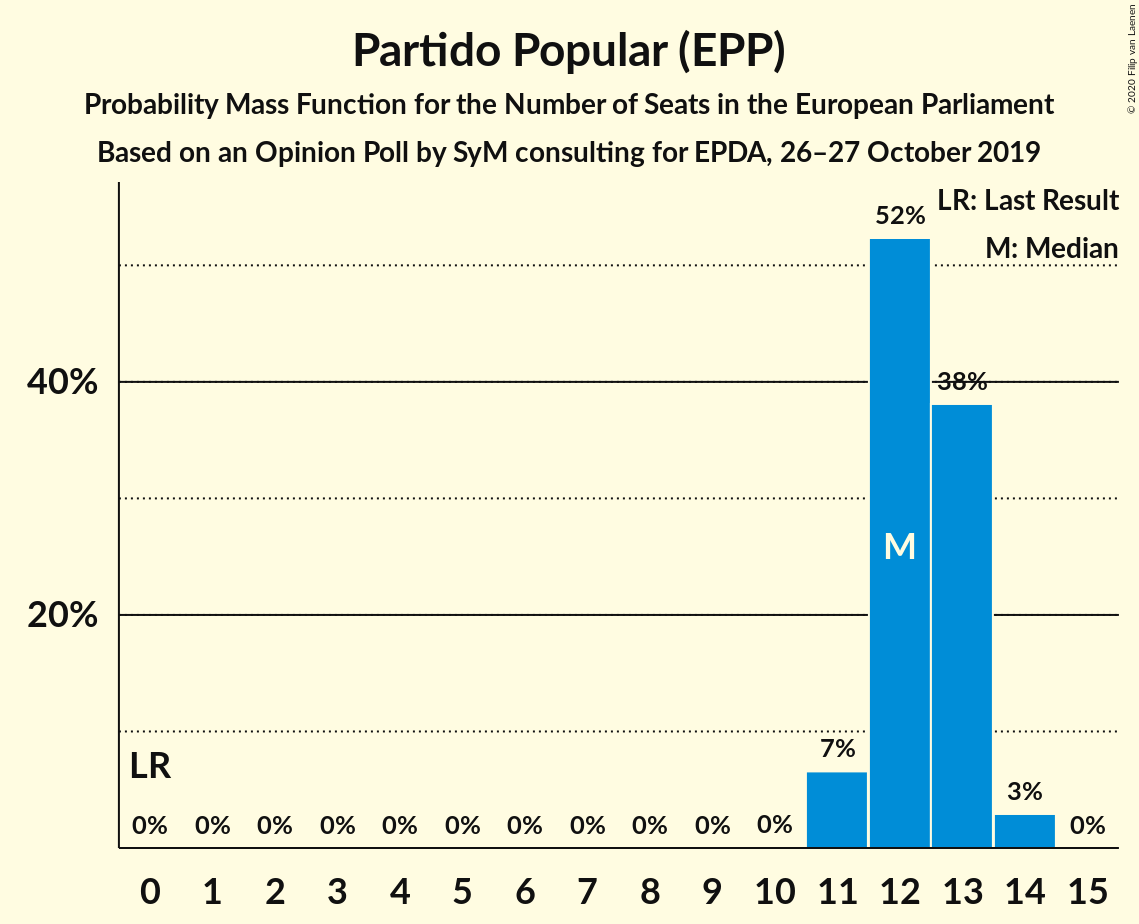 Partido Popular (EPP)
Probability Mass Function for the Number of Seats in the European Parliament
Based on an Opinion Poll by SyM consulting for EPDA, 26–27 October 2019
© 2020 Filip van Laenen
LR: Last Result
M: Median
52%
40%
38%
M
20%
7%
LR
3%
0% 0% 0% 0% 0% 0% 0% 0% 0% 0% 0% 0%
0 1 2 3 4 5 6 7 8 9 10 11 12 13 14 15